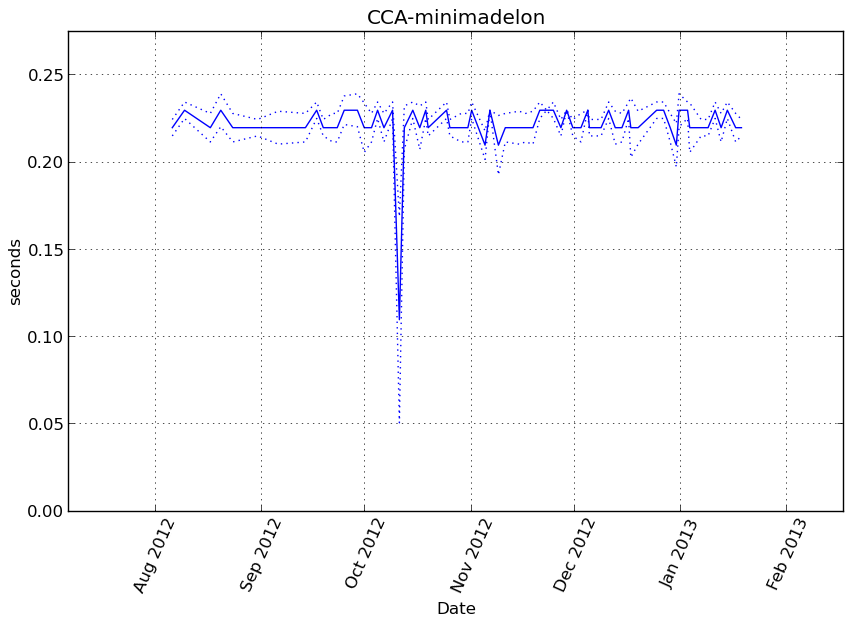 CCA-minimadelon
0.25
0.20
0.15
0.10
0.05
0.00
seconds
Aug 2012
Sep 2012
Oct 2012
Nov 2012
Dec 2012
Jan 2013
Feb 2013
Date